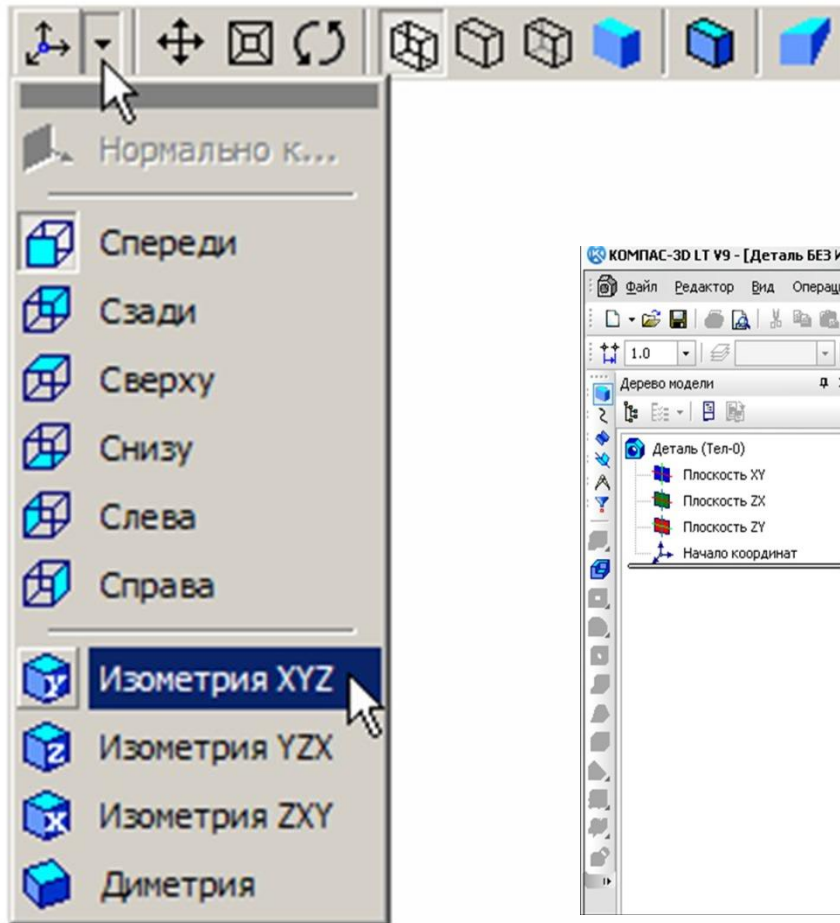 Нормально к...
Спереди
Сзади
Сверху
Снизу
Слева
Справа
Изометрия XYZ
Изометрия YZX
Изометрия ZXY
Диметрия
КОМПАС-3D LT V9 - [Деталь БЕЗ И
Файл Редактор Вид Операци
1.0
Дерево модели
Деталь (Тел-0)
Плоскость XY
Плоскость ZX
Плоскость ZY
Начало координат